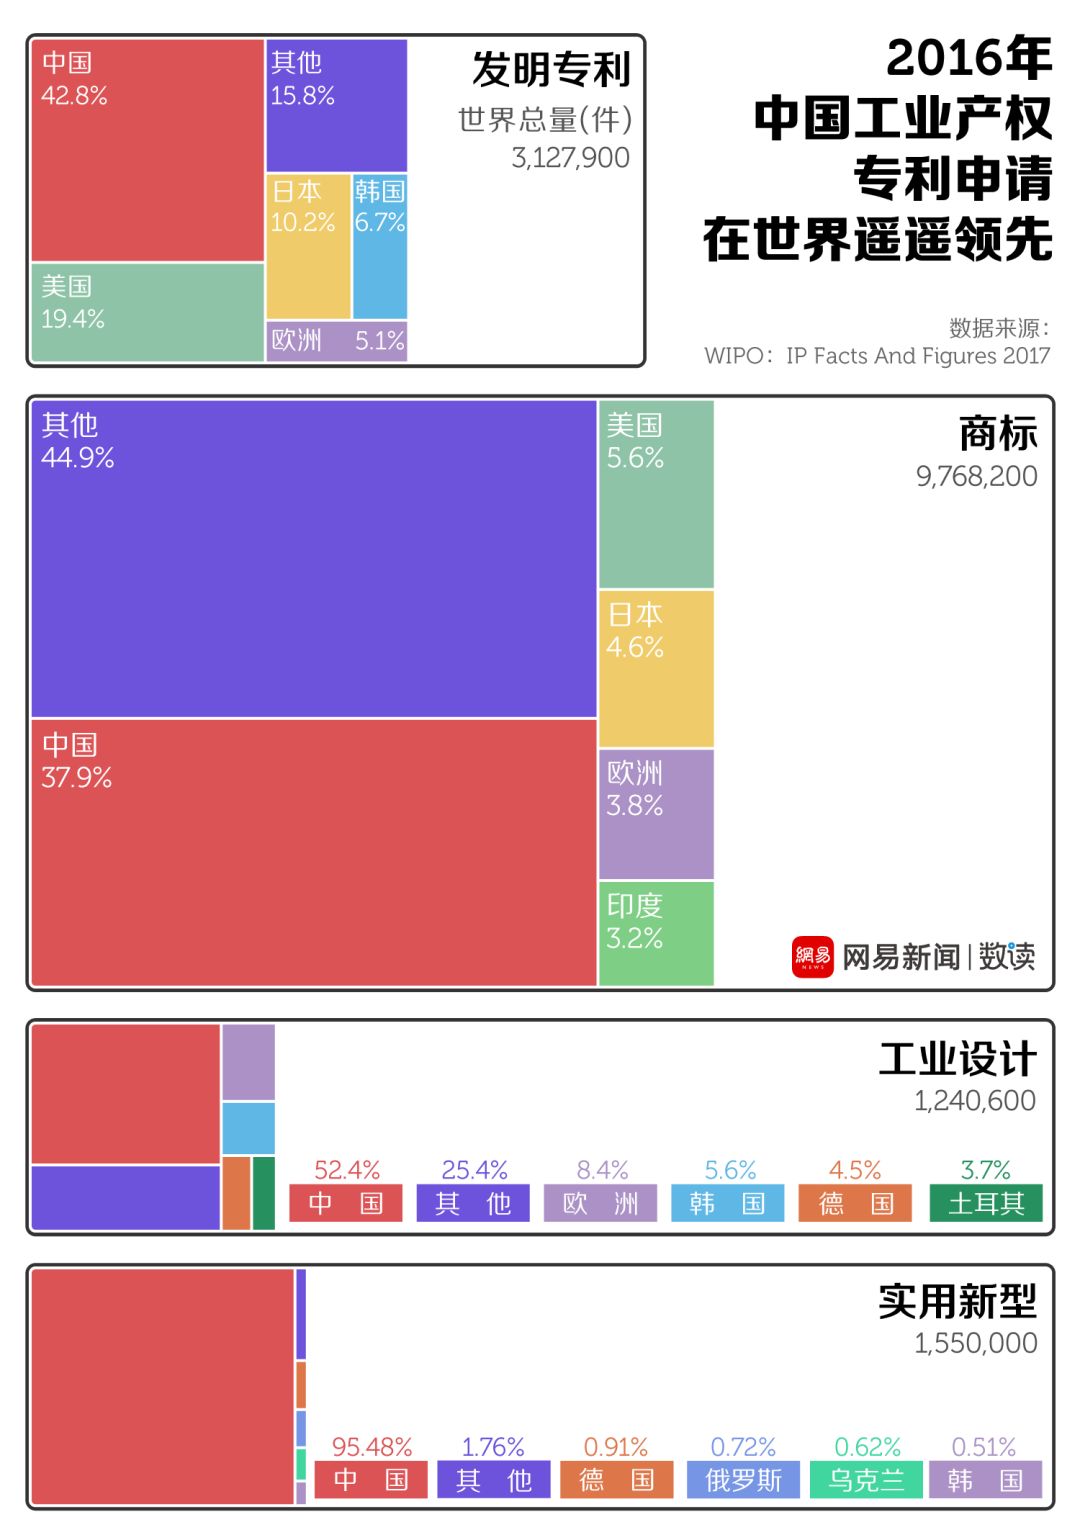 2016年
中国工业产权
专利申请
在世界遥遥领先
数据来源：
WIPO：IP Facts And Figures 2017
发明专利
世界总量(件)
3,127,900
中国
42.8%
其他
15.8%
日本
10.2%
韩国
6.7%
美国
19.4%
欧洲 5.1%
商标
9,768,200
其他
44.9%
美国
5.6%
日本
4.6%
中国
37.9%
欧洲
3.8%
印度
3.2%
網易
NEWS
网易新闻 | 数读
工业设计
1,240,600
52.4% 25.4% 8.4% 5.6% 4.5% 3.7%
中国 其他 欧洲 韩国 德国 土耳其
实用新型
1,550,000
95.48% 1.76% 0.91% 0.72% 0.62% 0.51%
中国 其他 德国 俄罗斯 乌克兰 韩国